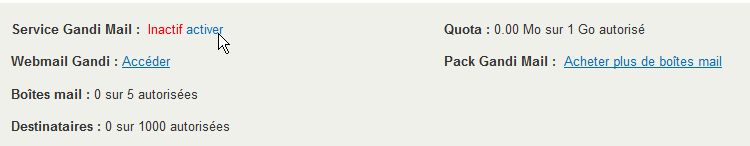 Service Gandi Mail : Inactif activer
Quota : 0.00 Mo sur 1 Go autorisé
Webmail Gandi : Accéder
Pack Gandi Mail : Acheter plus de boîtes mail
Boîtes mail : 0 sur 5 autorisées
Destinataires : 0 sur 1000 autorisées